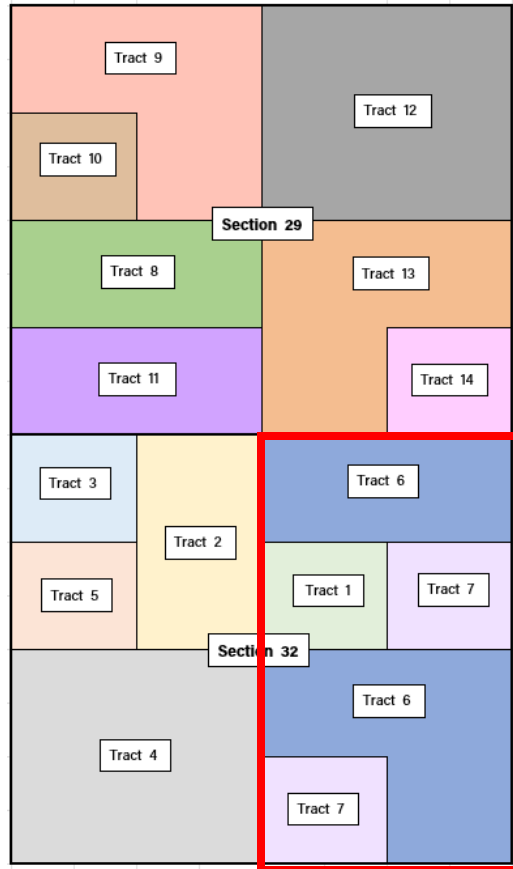 Tract 9
Tract 12
Tract 10
Section 29
Tract 8
Tract 13
Tract 11
Tract 14
Tract 3
Tract 6
Tract 2
Tract 5
Tract 1
Tract 7
Section 32
Tract 6
Tract 4
Tract 7